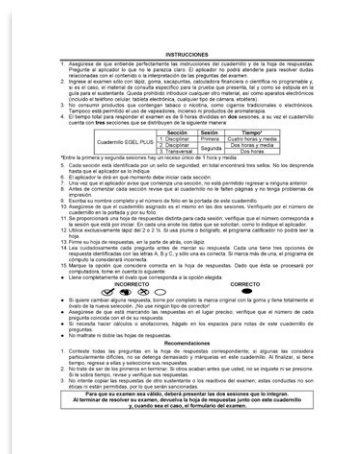 INSTRUCCIONES
1. Asegúrese de que entiende perfectamente las instrucciones del cuadernillo y de la hoja de respuestas.
Pregunte al aplicador lo que no le parezca claro. El aplicador no podrá atenderle para resolver dudas
relacionadas con el contenido o la interpretación de las preguntas del examen.
2. Ingrese al examen sólo con lápiz, goma, sacapuntas, calculadora financiera o científica no programable y,
si es el caso, el material de consulta específico para la prueba que presenta, tal y como se estipula en la
guía para el sustentante. Queda prohibido introducir cualquier otro material, así como aparatos electrónicos
(incluido el teléfono celular, tableta electrónica, cualquier tipo de cámara, etcétera).
3. No consuma productos que contengan tabaco o nicotina, como cigarros tradicionales o electrónicos.
Tampoco está permitido el uso de vapeadores, incienso ni productos de aromaterapia.
4. El tiempo total para responder el examen es de 9 horas divididas en dos sesiones, a su vez el cuadernillo
cuenta con tres secciones que se distribuyen de la siguiente manera
Sección Sesión Tiempo*
Cuadernillo EGEL PLUS
1. Disciplinar Primera Cuatro horas y media
2. Disciplinar Segunda Dos horas y media
3. Transversal Dos horas
*Entre la primera y segunda sesiones hay un receso único de 1 hora y media
5. Cada sección está identificada por un sello de seguridad, en total encontrará tres sellos. No los desprenda
hasta que el aplicador se lo indique.
6. El aplicador le dirá en qué momento debe iniciar cada sección.
7. Una vez que el aplicador avise que comienza una sección, no está permitido regresar a ninguna anterior.
8. Antes de comenzar cada sección revise que al cuadernillo no le falten páginas y no tenga problemas de
impresión.
9. Escriba su nombre completo y el número de folio en la portada de este cuadernillo.
10. Asegúrese de que el cuadernillo asignado es el mismo en las dos sesiones. Verifíquelo por el número de
cuadernillo en la portada y por su folio.
11. Se proporcionará una hoja de respuestas distinta para cada sesión, verifique que el número corresponda a
la sesión que está por iniciar. En cada una anote los datos que se solicitan, como lo indique el aplicador.
12. Utilice exclusivamente lápiz del 2 o 2 ½. Si usa pluma o bolígrafo, el programa calificador no podrá leer la
hoja.
13. Firme su hoja de respuestas, en la parte de atrás, con lápiz.
14. Lea cuidadosamente cada pregunta antes de marcar su respuesta. Cada una tiene tres opciones de
respuesta identificadas con las letras A, B y C, y sólo una es correcta. Si marca más de una, el programa de
cómputo la considerará incorrecta.
15. Marque la opción que considere correcta en la hoja de respuestas. Dado que ésta se procesará por
computadora, tome en cuenta lo siguiente:
• Llene completamente el óvalo que corresponda a la opción elegida.
INCORRECTO CORRECTO
• Si quiere cambiar alguna respuesta, borre por completo la marca original con la goma y llene totalmente el
óvalo de la nueva selección. ¡No use ningún tipo de corrector!
• Asegúrese de que está marcando las respuestas en el lugar preciso; verifique que el número de cada
pregunta coincida con el de su respuesta.
• Si necesita hacer cálculos o anotaciones, hágalo en los espacios para notas de este cuadernillo de
preguntas.
• No maltrate ni doble las hojas de respuestas.
Recomendaciones
1. Conteste todas las preguntas en la hoja de respuestas correspondiente; si algunas las considera
particularmente difíciles, no se detenga demasiado y márquelas en este cuadernillo. Al finalizar, si tiene
tiempo, regrese a ellas y seleccione sus respuestas.
2. No trate de ser de los primeros en terminar. Si otros acaban antes que usted, no se inquiete ni se presione.
Si le sobra tiempo, revise y verifique sus respuestas.
3. No intente copiar las respuestas de otro sustentante o los reactivos del examen; estas conductas no son
éticas ni están permitidas, por lo que serán sancionadas.
Para que su examen sea válido, deberá presentar las dos sesiones que lo integran.
Al terminar de resolver su examen, devuelva la hoja de respuestas junto con este cuadernillo
y, cuando sea el caso, el formulario del examen.